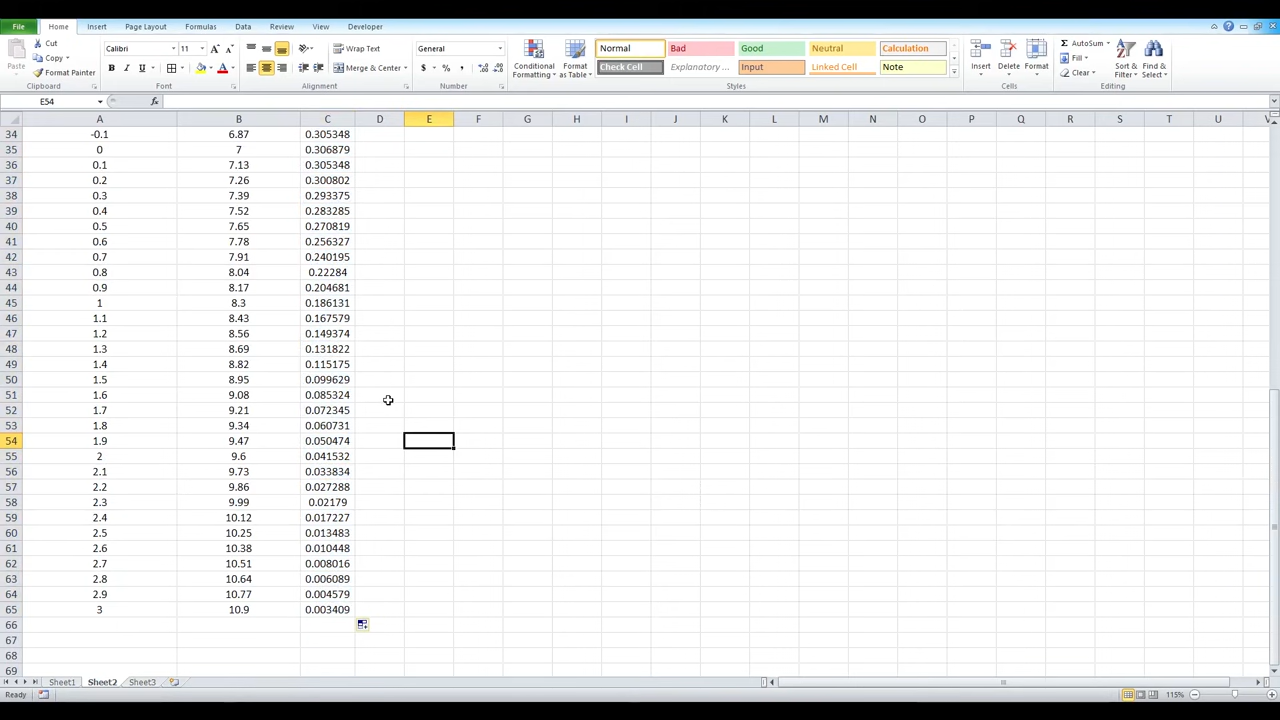 File Home Insert Page Layout Formulas Data Review View Developer
Cut Calibri 11 Wrap Text General Normal Bad Good Neutral Calculation AutoSum
Copy Fill
Paste Format Painter Merge & Center Check Cell Explanatory ... Input Linked Cell Note Clear
Conditional Formatting Format as Table Insert Delete Format Sort & Filter Find & Select
Clipboard Font Alignment Number Styles Cells Editing
E54 fx
A B C D E F G H I J K L M N O P Q R S T U V
34 -0.1 6.87 0.305348
35 0 7 0.306879
36 0.1 7.13 0.305348
37 0.2 7.26 0.300802
38 0.3 7.39 0.293375
39 0.4 7.52 0.283285
40 0.5 7.65 0.270819
41 0.6 7.78 0.256327
42 0.7 7.91 0.240195
43 0.8 8.04 0.22284
44 0.9 8.17 0.204681
45 1 8.3 0.186131
46 1.1 8.43 0.167579
47 1.2 8.56 0.149374
48 1.3 8.69 0.131822
49 1.4 8.82 0.115175
50 1.5 8.95 0.099629
51 1.6 9.08 0.085324
52 1.7 9.21 0.072345
53 1.8 9.34 0.060731
54 1.9 9.47 0.050474
55 2 9.6 0.041532
56 2.1 9.73 0.033834
57 2.2 9.86 0.027288
58 2.3 9.99 0.02179
59 2.4 10.12 0.017227
60 2.5 10.25 0.013483
61 2.6 10.38 0.010448
62 2.7 10.51 0.008016
63 2.8 10.64 0.006089
64 2.9 10.77 0.004579
65 3 10.9 0.003409
66
67
68
69
Sheet1 Sheet2 Sheet3
Ready 115%